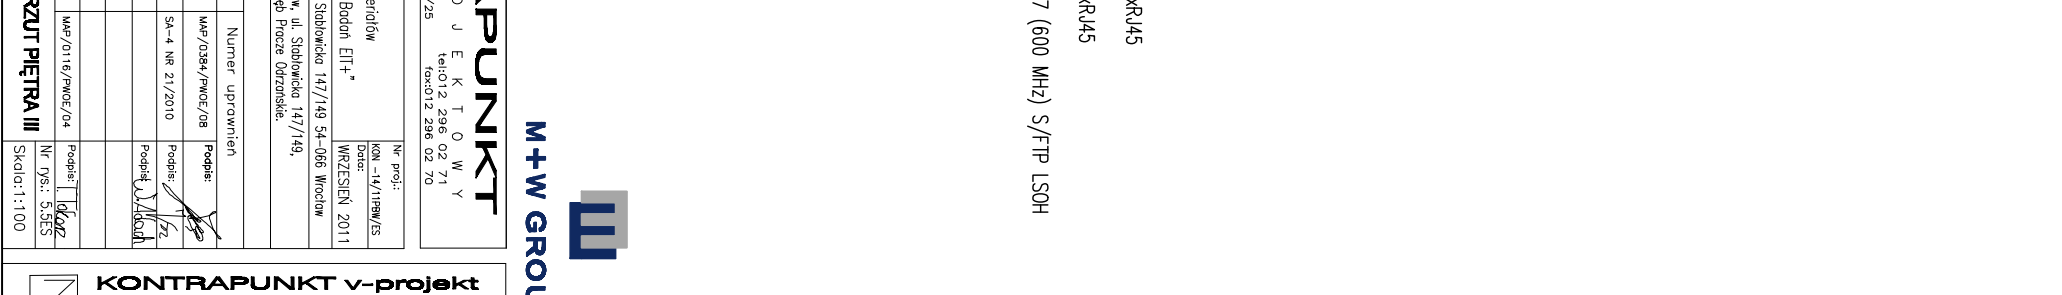 xRJ45
xRJ45
7 (600 MHz) S/FTP LSOH
M+W GROU
APUNKT
O J E K T O W Y
tel:012 296 02 71
/25 fax:012 296 02 70
Nr proj.:
KON -14/11PBW/ES
eriałów
Data:
Badań EIT+"
WRZESIEŃ 2011
Stabłowicka 147/149 54-066 Wrocław
w, ul. Stabłowicka 147/149,
ęb Pracze Odrzańskie.
Numer uprawnień
MAP/0384/PWOE/08 Podpis:
SA-4 NR 21/2010 Podpis:
Podpis:
MAP/0116/PWOE/04 Podpis:
Nr rys.: 5.5ES
RZUT PIĘTRA III
Skala:1:100
KONTRAPUNKT v-projekt